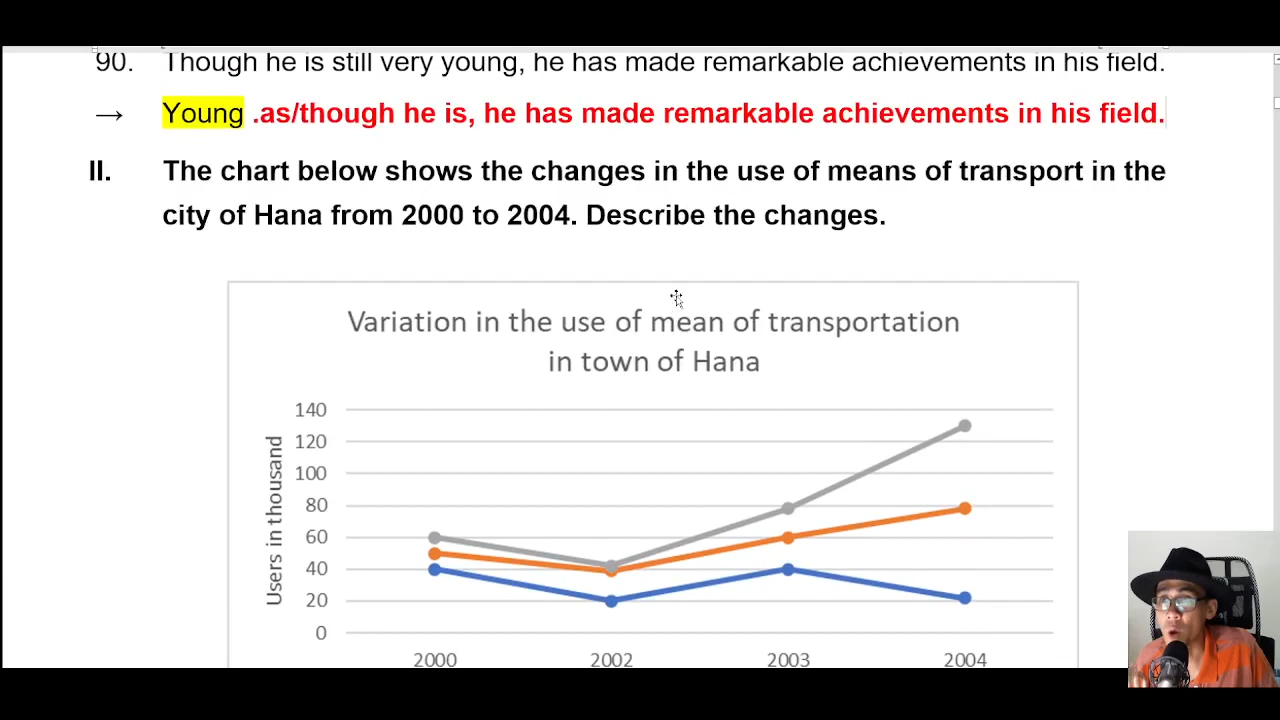 90. Though he is still very young, he has made remarkable achievements in his field.
→ Young .as/though he is, he has made remarkable achievements in his field.
II. The chart below shows the changes in the use of means of transport in the
city of Hana from 2000 to 2004. Describe the changes.
Variation in the use of mean of transportation
in town of Hana
Users in thousand
140
120
100
80
60
40
20
0
2000 2002 2003 2004